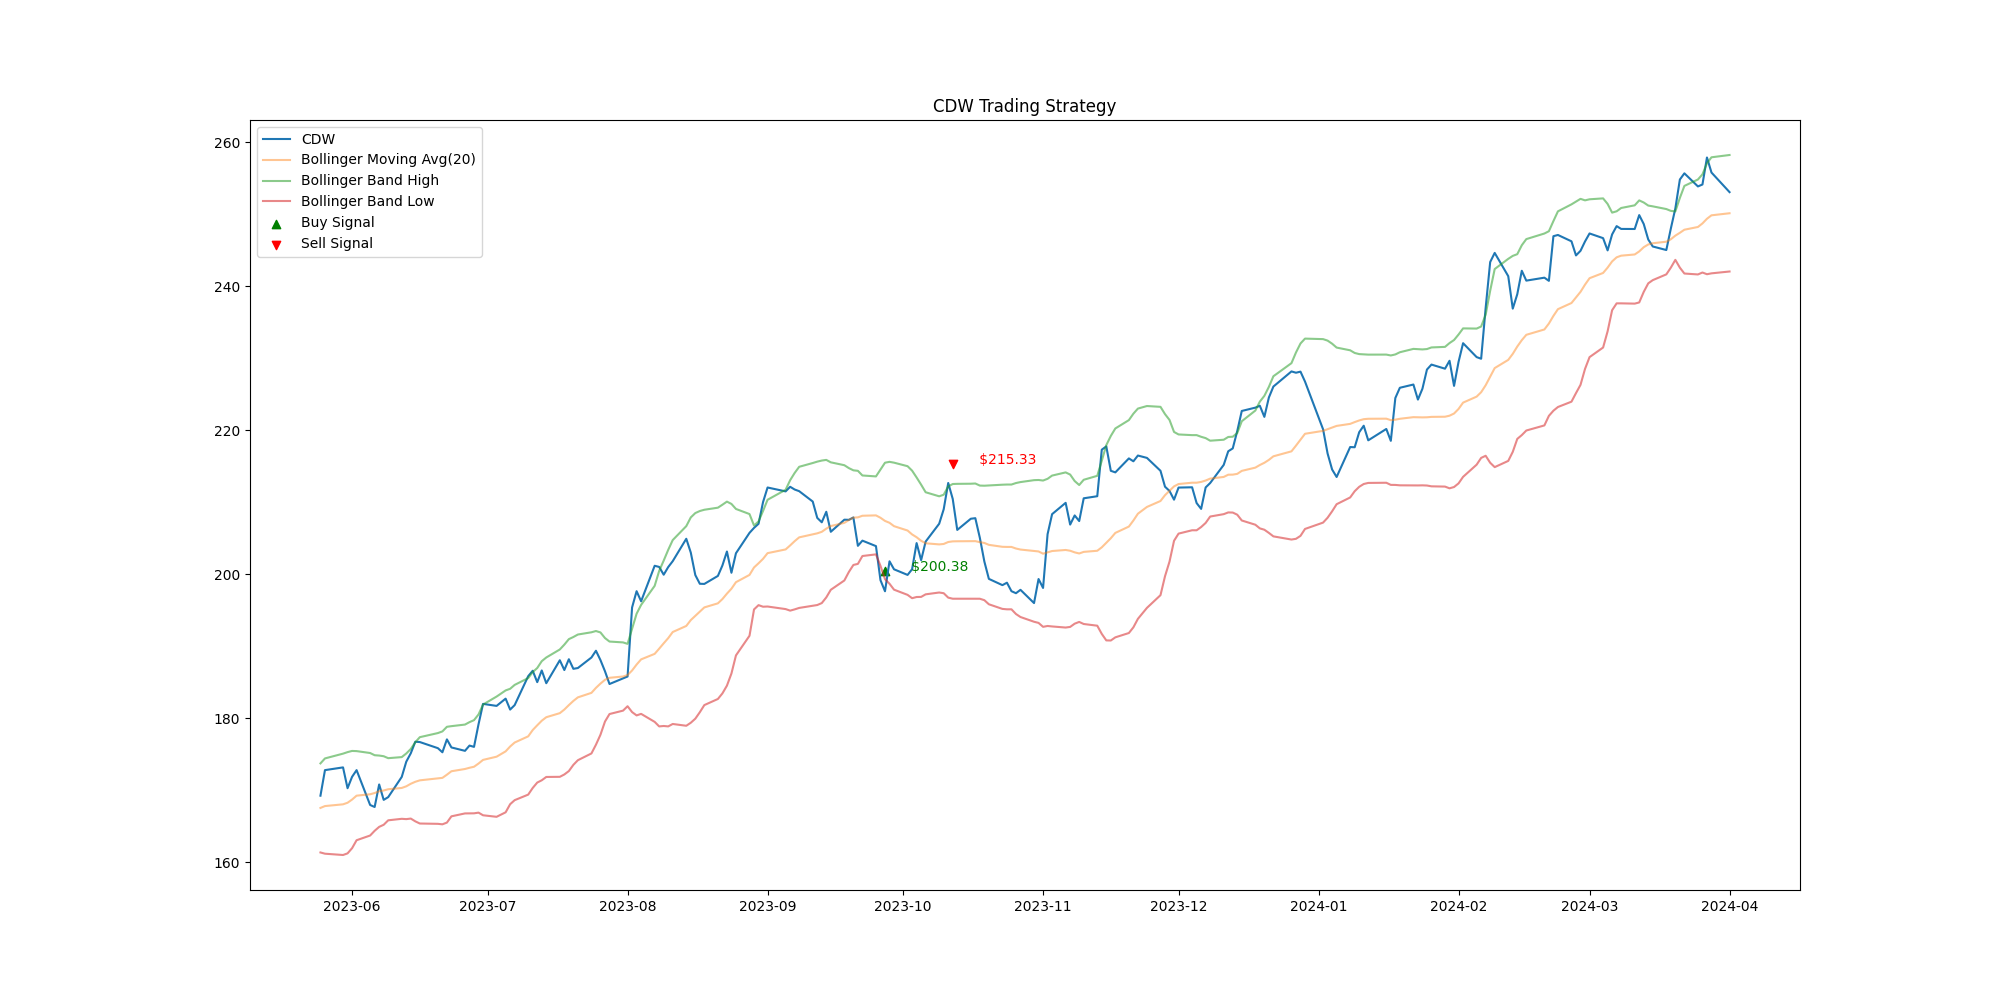 CDW Trading Strategy
CDW
Bollinger Moving Avg(20)
Bollinger Band High
Bollinger Band Low
Buy Signal
Sell Signal
260
240
220
200
180
160
$215.33
$200.38
2023-06
2023-07
2023-08
2023-09
2023-10
2023-11
2023-12
2024-01
2024-02
2024-03
2024-04